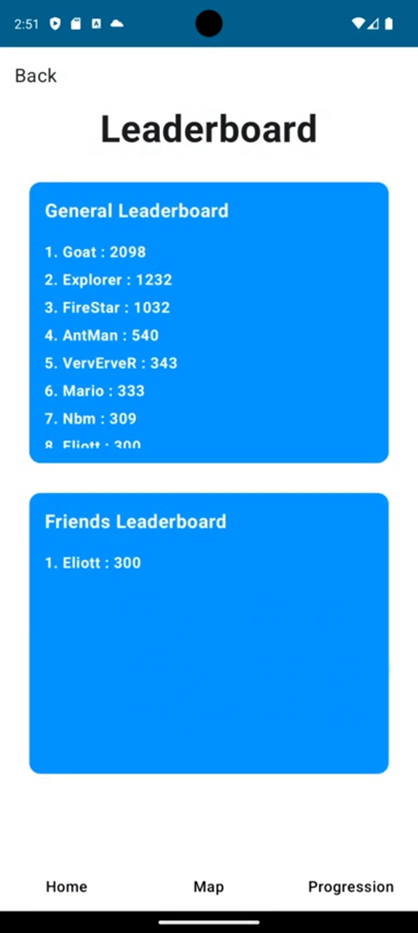 2:51
Back
Leaderboard
General Leaderboard
1. Goat : 2098
2. Explorer : 1232
3. FireStar : 1032
4. AntMan : 540
5. VervErveR : 343
6. Mario : 333
7. Nbm : 309
8. Eliott : 300
Friends Leaderboard
1. Eliott : 300
Home Map Progression